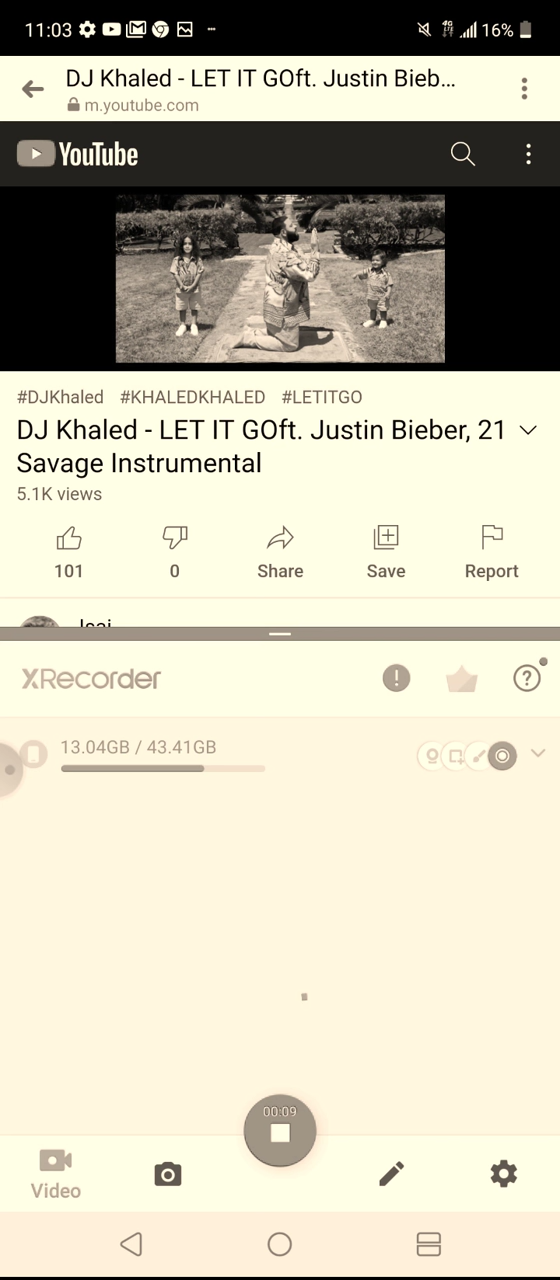 11:03
4G
LTE
16%
DJ Khaled - LET IT GOft. Justin Bieb...
m.youtube.com
YouTube
#DJKhaled #KHALEDKHALED #LETITGO
DJ Khaled - LET IT GOft. Justin Bieber, 21
Savage Instrumental
5.1K views
101
0
Share
Save
Report
XRecorder
13.04GB / 43.41GB
00:09
Video